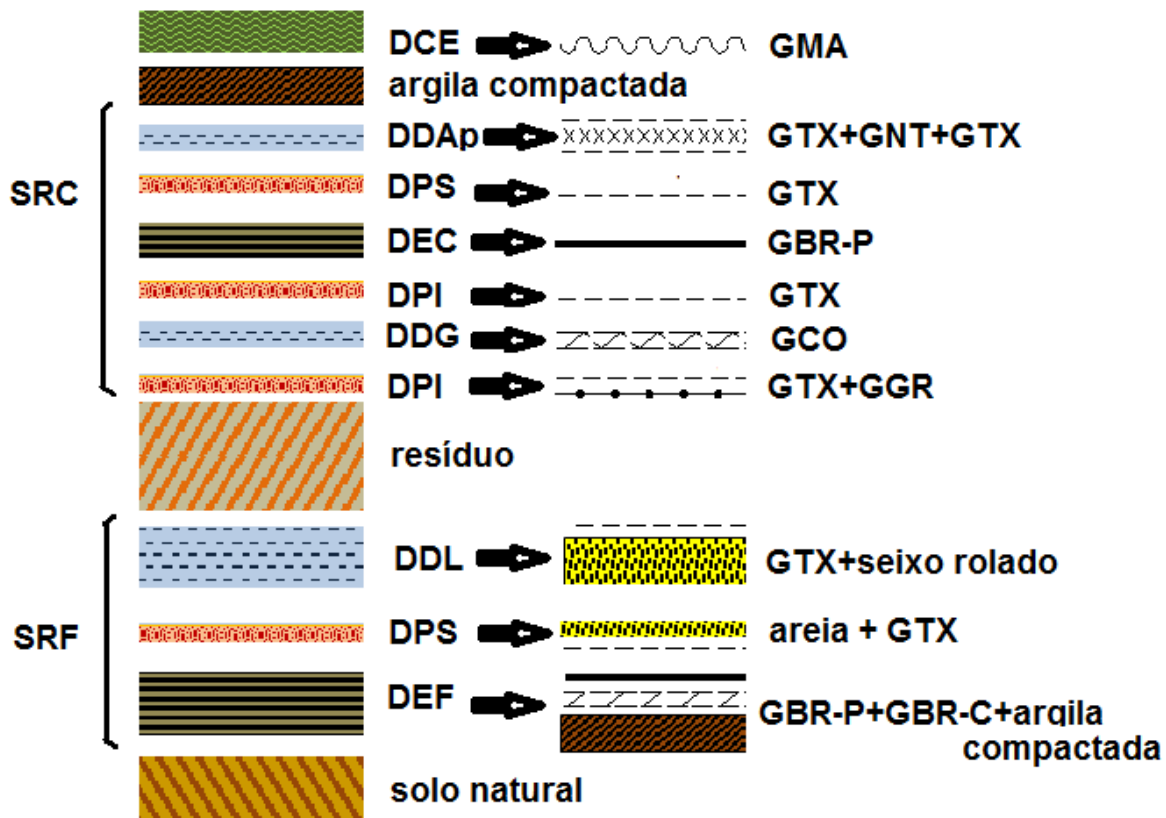 DCE GMA
argila compactada
DDAp GTX+GNT+GTX
SRC
DPS GTX
DEC GBR-P
DPI GTX
DDG GCO
DPI GTX+GGR
resíduo
DDL GTX+seixo rolado
SRF
DPS areia + GTX
DEF GBR-P+GBR-C+argila
compactada
solo natural